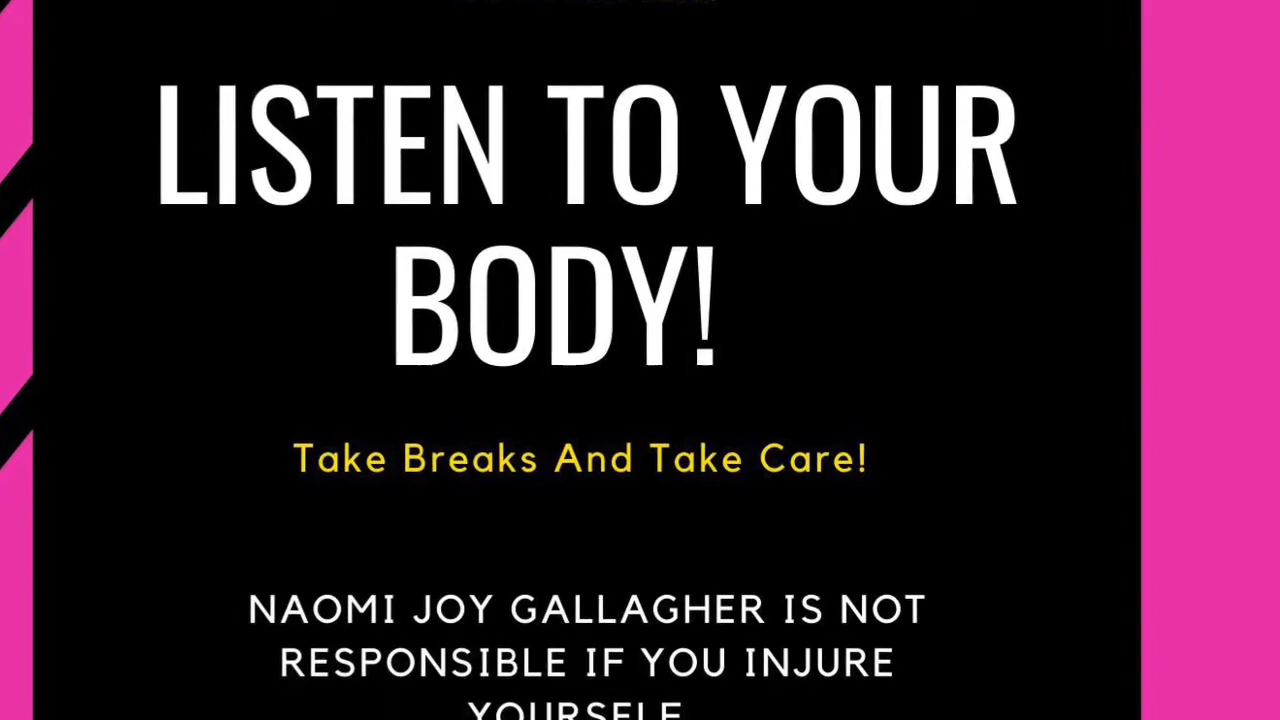 LISTEN TO YOUR
BODY!
Take Breaks And Take Care!
NAOMI JOY GALLAGHER IS NOT
RESPONSIBLE IF YOU INJURE
YOURSELF